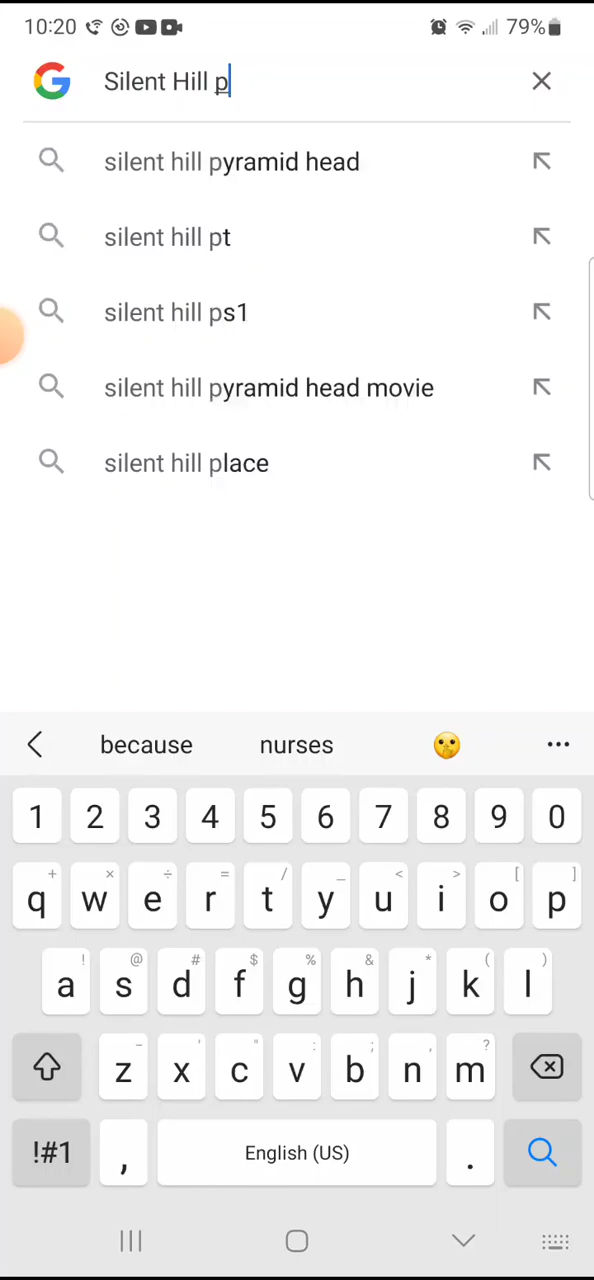 10:20 79%
Silent Hill p
silent hill pyramid head
silent hill pt
silent hill ps1
silent hill pyramid head movie
silent hill place
because nurses
1 2 3 4 5 6 7 8 9 0
+ × ÷ = / _ < > [ ]
q w e r t y u i o p
! @ # $ % & * ( )
a s d f g h j k l
- ' " : ; , ?
z x c v b n m
!#1 , English (US) .